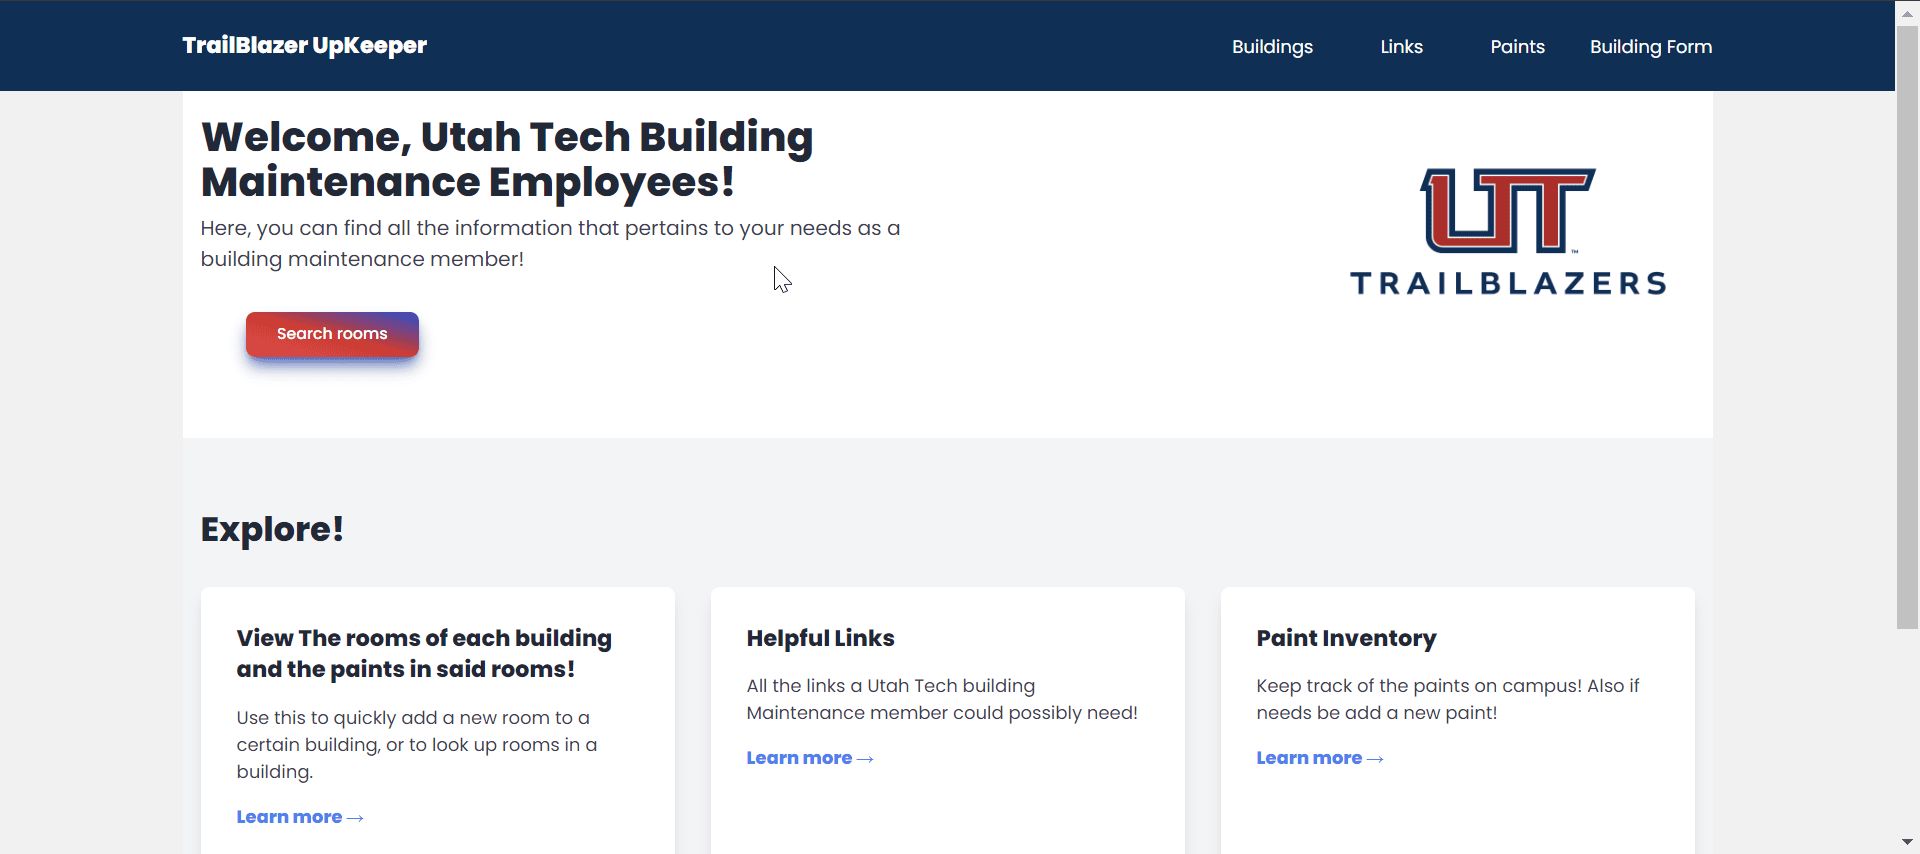 TrailBlazer UpKeeper
Buildings
Links
Paints
Building Form
Welcome, Utah Tech Building
Maintenance Employees!
Here, you can find all the information that pertains to your needs as a
building maintenance member!
Search rooms
UT
™
TRAILBLAZERS
Explore!
View The rooms of each building
and the paints in said rooms!
Use this to quickly add a new room to a
certain building, or to look up rooms in a
building.
Learn more →
Helpful Links
All the links a Utah Tech building
Maintenance member could possibly need!
Learn more →
Paint Inventory
Keep track of the paints on campus! Also if
needs be add a new paint!
Learn more →